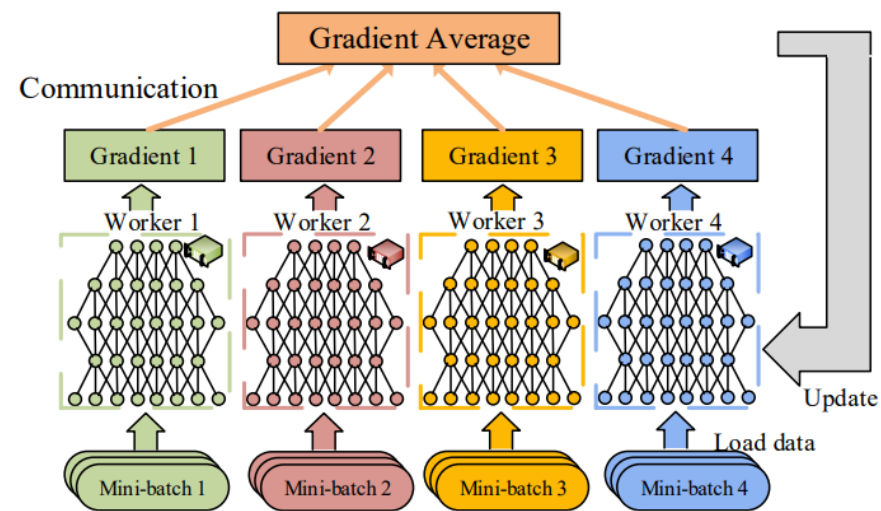 Gradient Average
Communication
Gradient 1
Gradient 2
Gradient 3
Gradient 4
Worker 1
Worker 2
Worker 3
Worker 4
Update
Load data
Mini-batch 1
Mini-batch 2
Mini-batch 3
Mini-batch 4